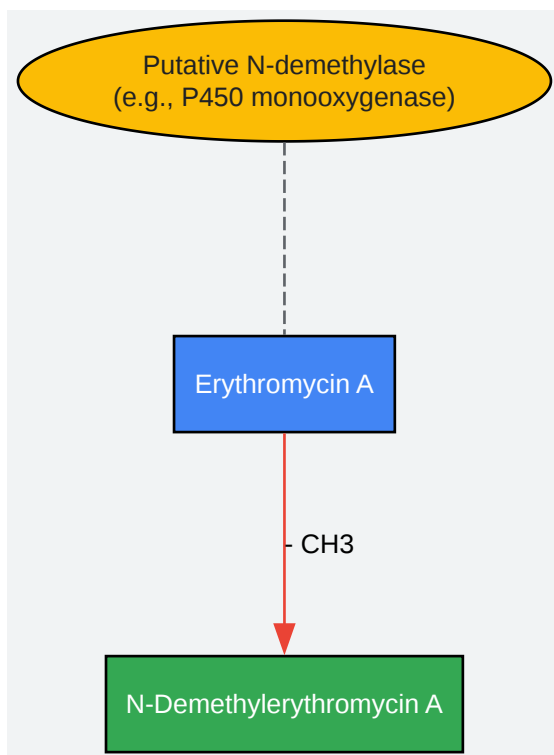 Putative N-demethylase
(e.g., P450 monooxygenase)
Erythromycin A
- CH3
N-Demethylerythromycin A